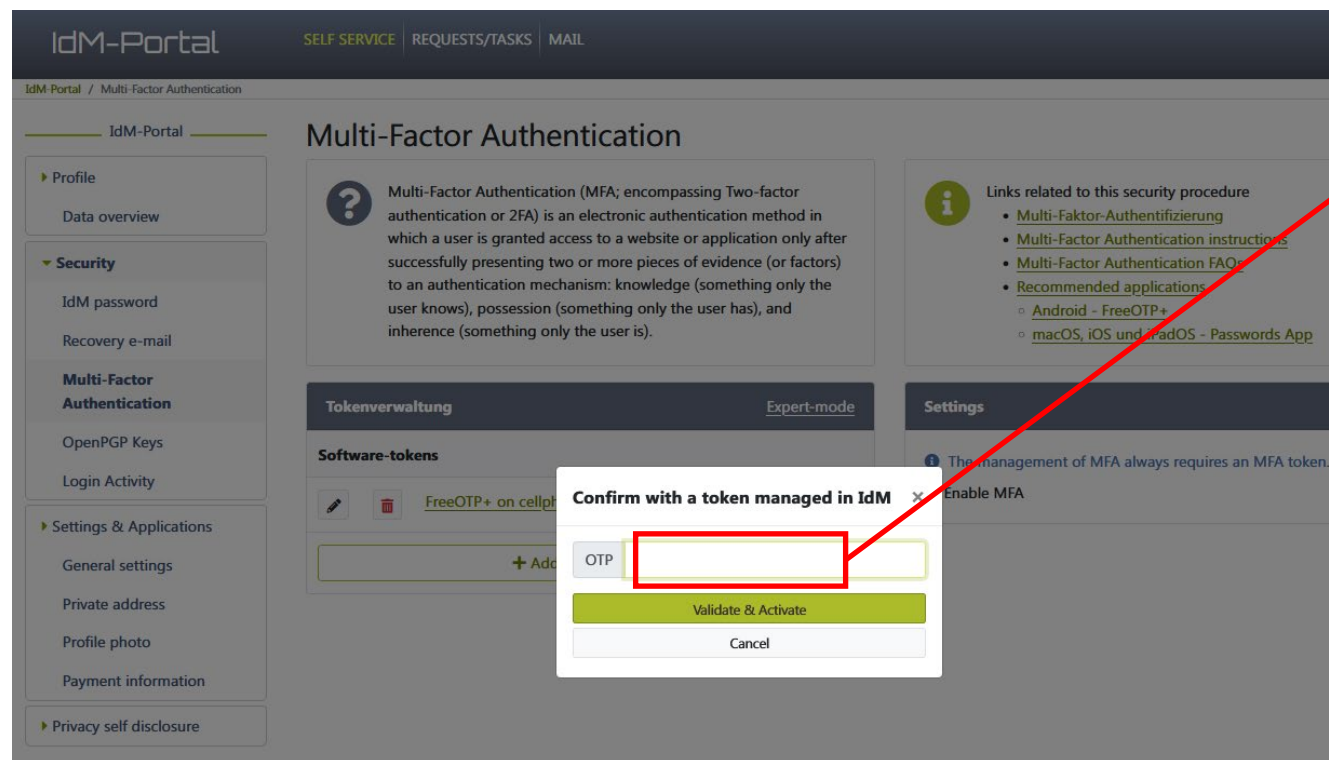 IdM-Portal
SELF SERVICE REQUESTS/TASKS MAIL
IdM-Portal / Multi-Factor Authentication
IdM-Portal
Profile
Data overview
Security
IdM password
Recovery e-mail
Multi-Factor
Authentication
OpenPGP Keys
Login Activity
Settings & Applications
General settings
Private address
Profile photo
Payment information
Privacy self disclosure
Multi-Factor Authentication
Multi-Factor Authentication (MFA; encompassing Two-factor
authentication or 2FA) is an electronic authentication method in
which a user is granted access to a website or application only after
successfully presenting two or more pieces of evidence (or factors)
to an authentication mechanism: knowledge (something only the
user knows), possession (something only the user has), and
inherence (something only the user is).
Links related to this security procedure
Multi-Faktor-Authentifizierung
Multi-Factor Authentication instructions
Multi-Factor Authentication FAQs
Recommended applications
Android - FreeOTP+
macOS, iOS und iPadOS - Passwords App
Tokenverwaltung Expert-mode
Software-tokens
FreeOTP+ on
Settings
The management of MFA always requires an MFA token.
Enable MFA
Confirm with a token managed in IdM ×
OTP
Validate & Activate
Cancel